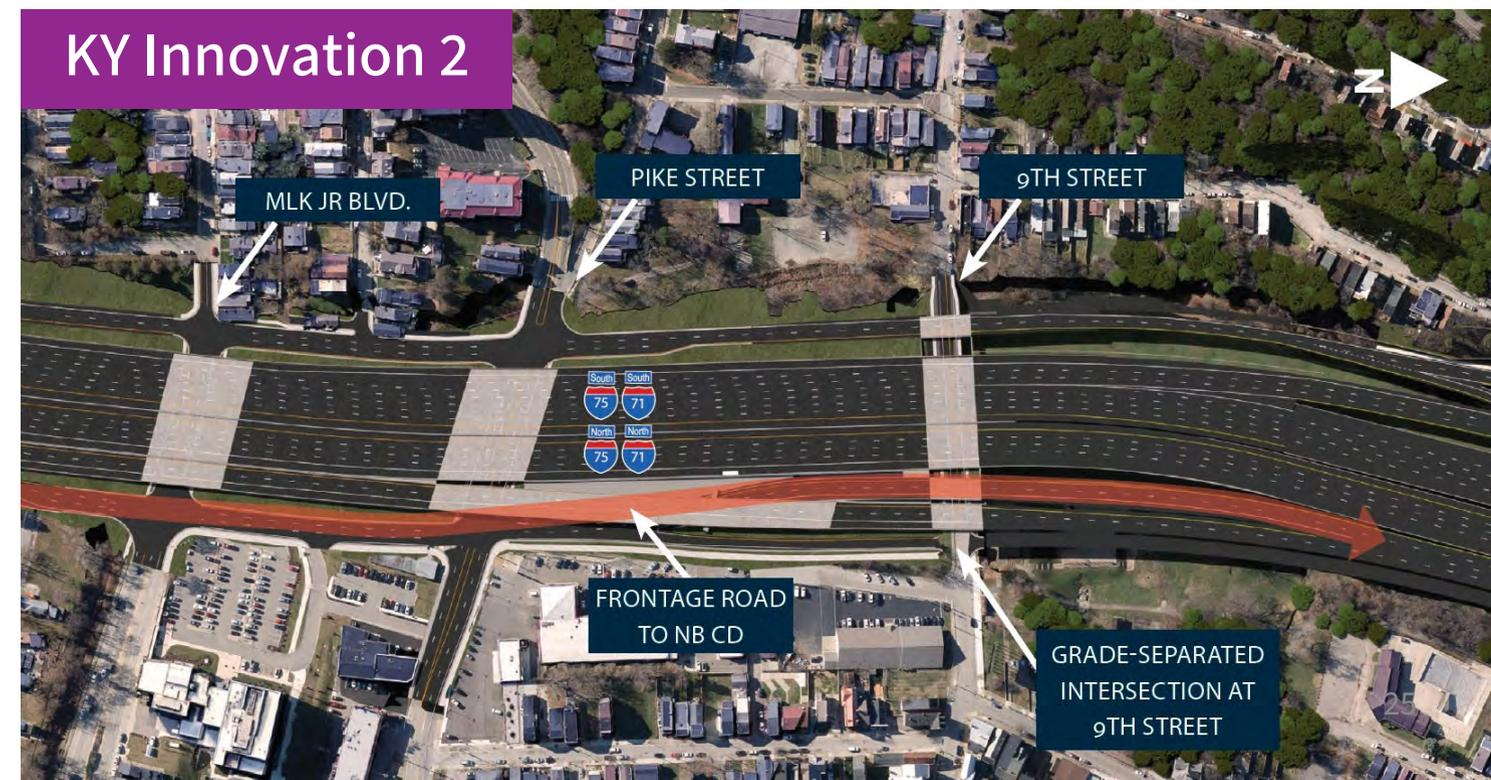 KY Innovation 2
N
MLK JR BLVD.
PIKE STREET
9TH STREET
South South
75 71
North North
75 71
FRONTAGE ROAD
TO NB CD
GRADE-SEPARATED
INTERSECTION AT
9TH STREET
25